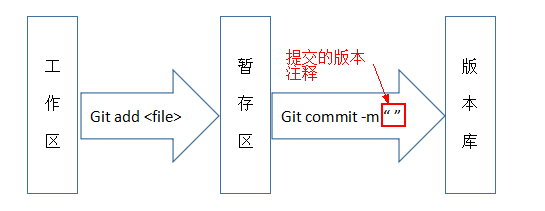 工作区
Git add <file>
暂存区
提交的版本
注释
Git commit -m “ ”
版本库